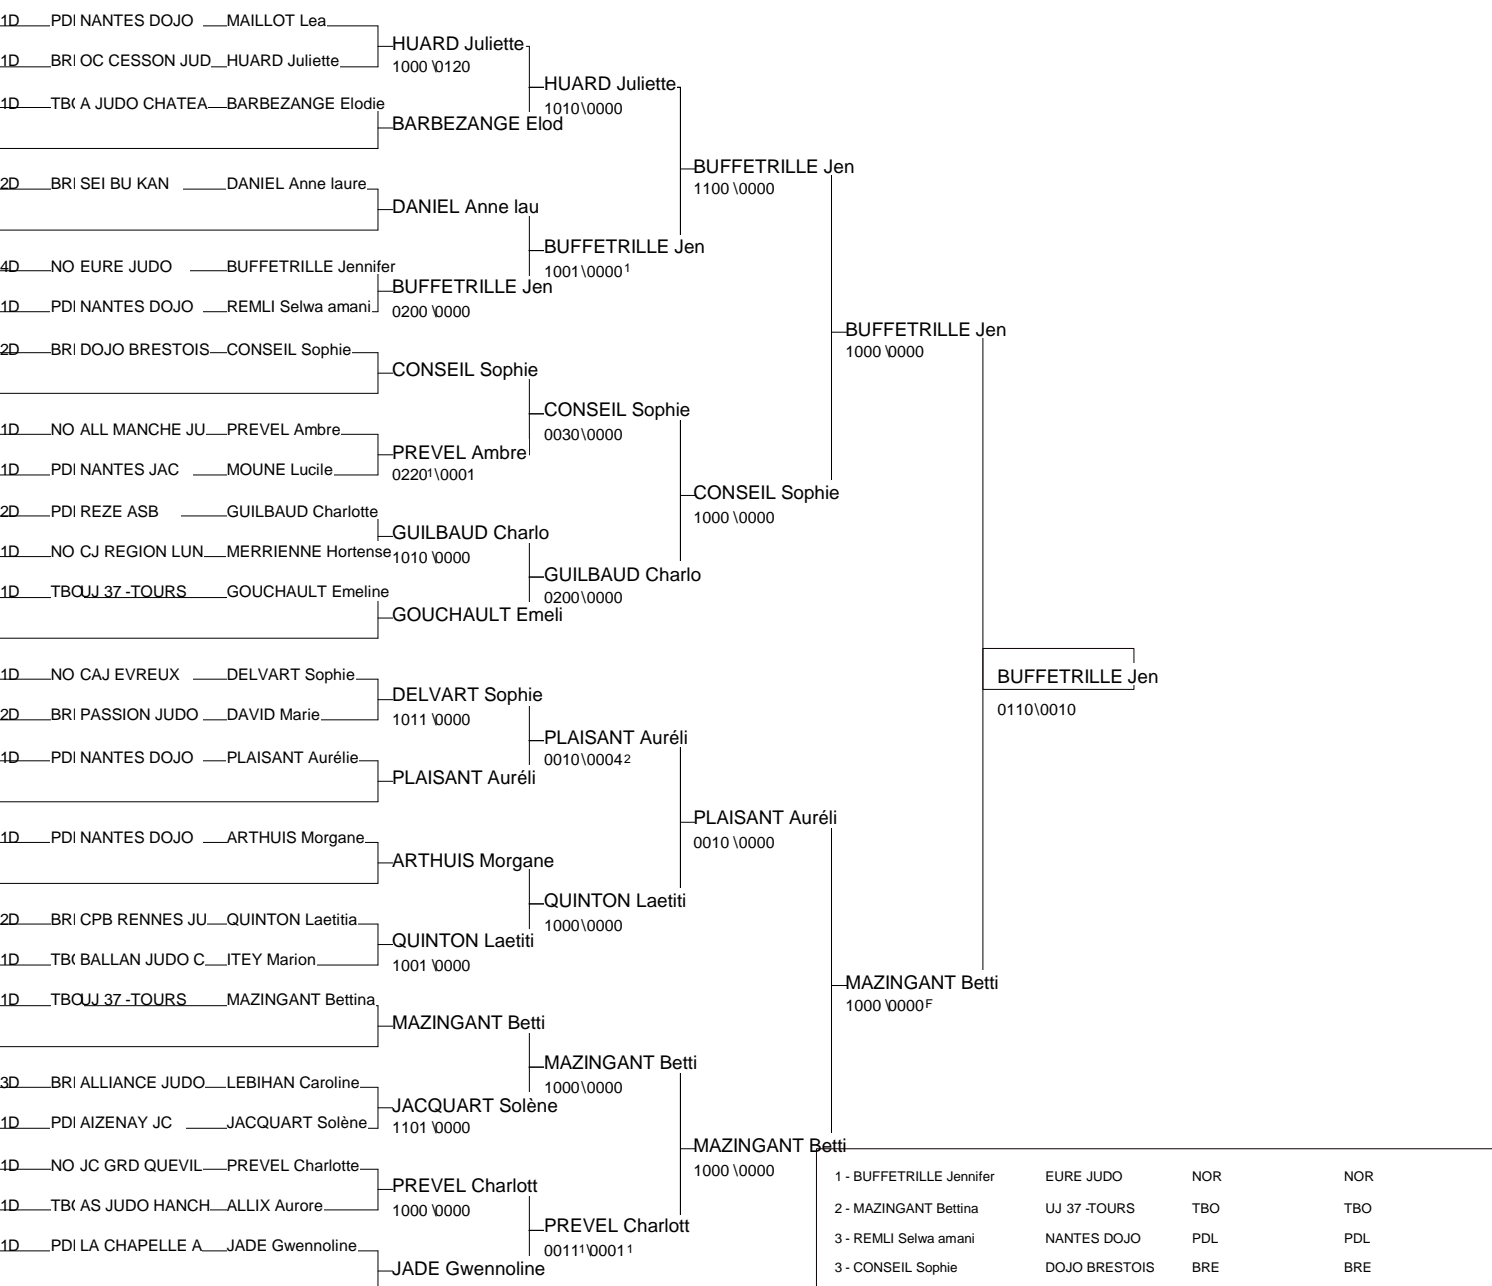 1D PDI NANTES DOJO MAILLOT Lea
HUARD Juliette
1D BRI OC CESSON JUD HUARD Juliette
1000 \0120
HUARD Juliette
1010\0000
1D TB( A JUDO CHATEA BARBEZANGE Elodie
BARBEZANGE Elod
BUFFETRILLE Jen
1100 \0000
2D BRI SEI BU KAN DANIEL Anne laure
DANIEL Anne lau
BUFFETRILLE Jen
1001\0000 1
4D NO EURE JUDO BUFFETRILLE Jennifer
BUFFETRILLE Jen
1D PDI NANTES DOJO REMLI Selwa amani
0200 \0000
BUFFETRILLE Jen
1000 \0000
2D BRI DOJO BRESTOIS CONSEIL Sophie
CONSEIL Sophie
CONSEIL Sophie
0030\0000
1D NO ALL MANCHE JU PREVEL Ambre
PREVEL Ambre
1D PDI NANTES JAC MOUNE Lucile
0220 1\0001
CONSEIL Sophie
1000 \0000
2D PDI REZE ASB GUILBAUD Charlotte
GUILBAUD Charlo
1D NO CJ REGION LUN MERRIENNE Hortense
1010 \0000
GUILBAUD Charlo
0200\0000
1D TBO UJ 37 -TOURS GOUCHAULT Emeline
GOUCHAULT Emeli
1D NO CAJ EVREUX DELVART Sophie
BUFFETRILLE Jen
0110\0010
DELVART Sophie
2D BRI PASSION JUDO DAVID Marie
1011 \0000
PLAISANT Auréli
0010\0004 2
1D PDI NANTES DOJO PLAISANT Aurélie
PLAISANT Auréli
PLAISANT Auréli
0010 \0000
1D PDI NANTES DOJO ARTHUIS Morgane
ARTHUIS Morgane
QUINTON Laetiti
1000\0000
2D BRI CPB RENNES JU QUINTON Laetitia
QUINTON Laetiti
1D TB( BALLAN JUDO C ITEY Marion
1001 \0000
MAZINGANT Betti
1000 \0000 F
1D TBO UJ 37 -TOURS MAZINGANT Bettina
MAZINGANT Betti
MAZINGANT Betti
1000\0000
3D BRI ALLIANCE JUDO LEBIHAN Caroline
JACQUART Solène
1D PDI AIZENAY JC JACQUART Solène
1101 \0000
MAZINGANT Betti
1000 \0000
1D NO JC GRD QUEVIL PREVEL Charlotte
PREVEL Charlott
1D TB( AS JUDO HANCH ALLIX Aurore
1000 \0000
PREVEL Charlott
0011 1\0001 1
1D PDI LA CHAPELLE A JADE Gwennoline
JADE Gwennoline
1 - BUFFETRILLE Jennifer EURE JUDO NOR NOR
2 - MAZINGANT Bettina UJ 37 -TOURS TBO TBO
3 - REMLI Selwa amani NANTES DOJO PDL PDL
3 - CONSEIL Sophie DOJO BRESTOIS BRE BRE